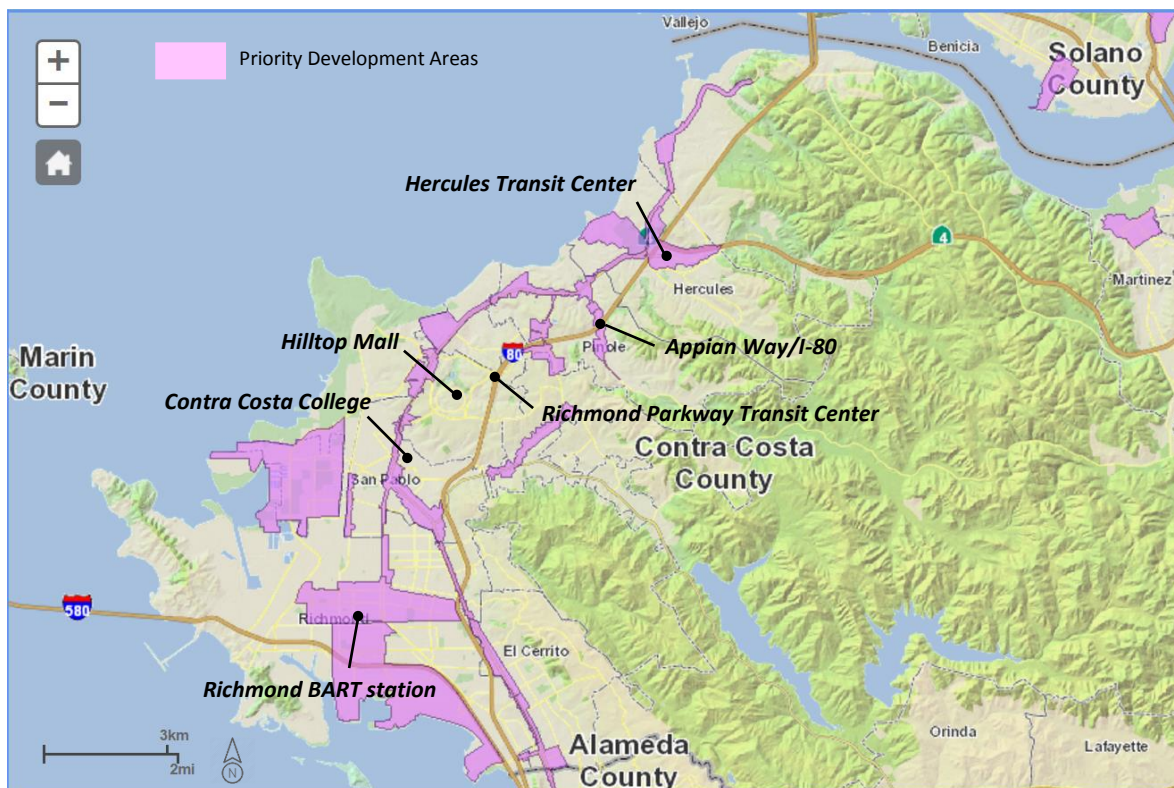 Vallejo
Benicia
Solano
County
+
−
Priority Development Areas
Hercules Transit Center
4
Hercules
Martinez
Marin
County
Hilltop Mall
80
Pinole
Appian Way/I-80
Contra Costa College
Richmond Parkway Transit Center
Contra Costa
County
San Pablo
580
Richmond
El Cerrito
Richmond BART station
3km
2mi
N
Alameda
County
Orinda
Lafayette